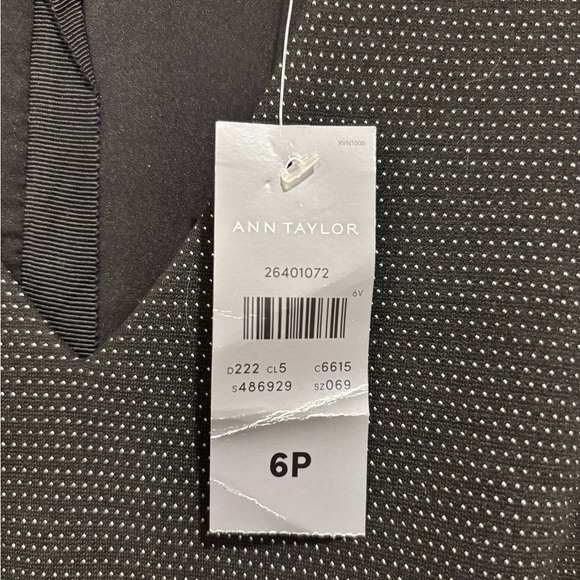 XVN1009
ANN TAYLOR
26401072
6V
D222 CL5 C6615
S486929 SZ069
6P